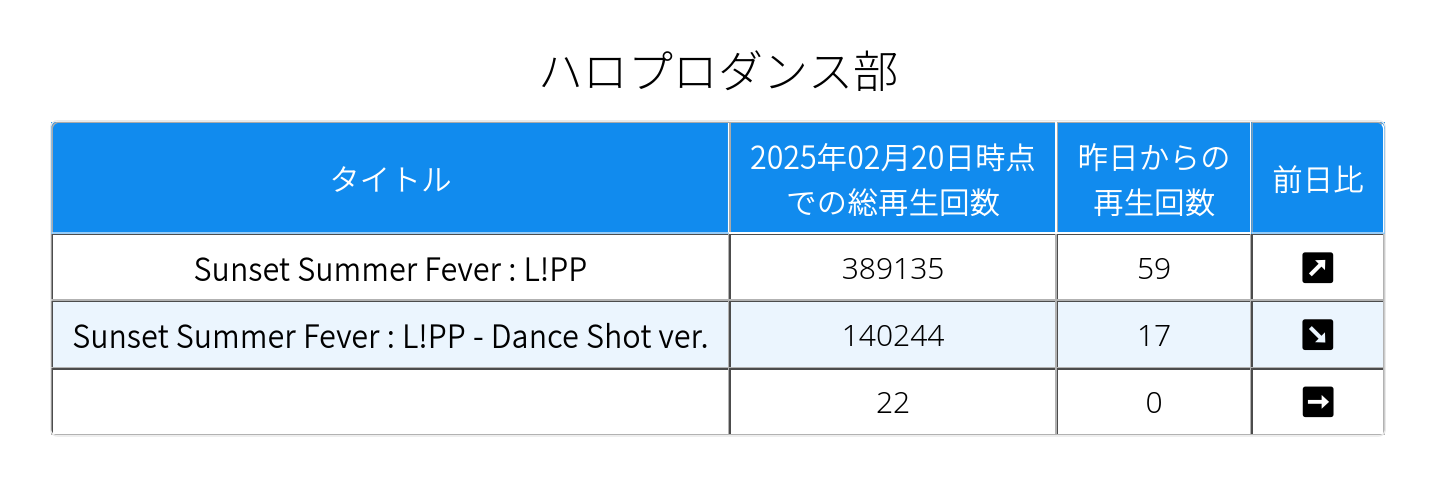 ハロプロダンス部
タイトル
2025年02月20日時点
での総再生回数
昨日からの
再生回数
前日比
Sunset Summer Fever : L!PP
389135
59
↗
Sunset Summer Fever : L!PP - Dance Shot ver.
140244
17
↘
22
0
→